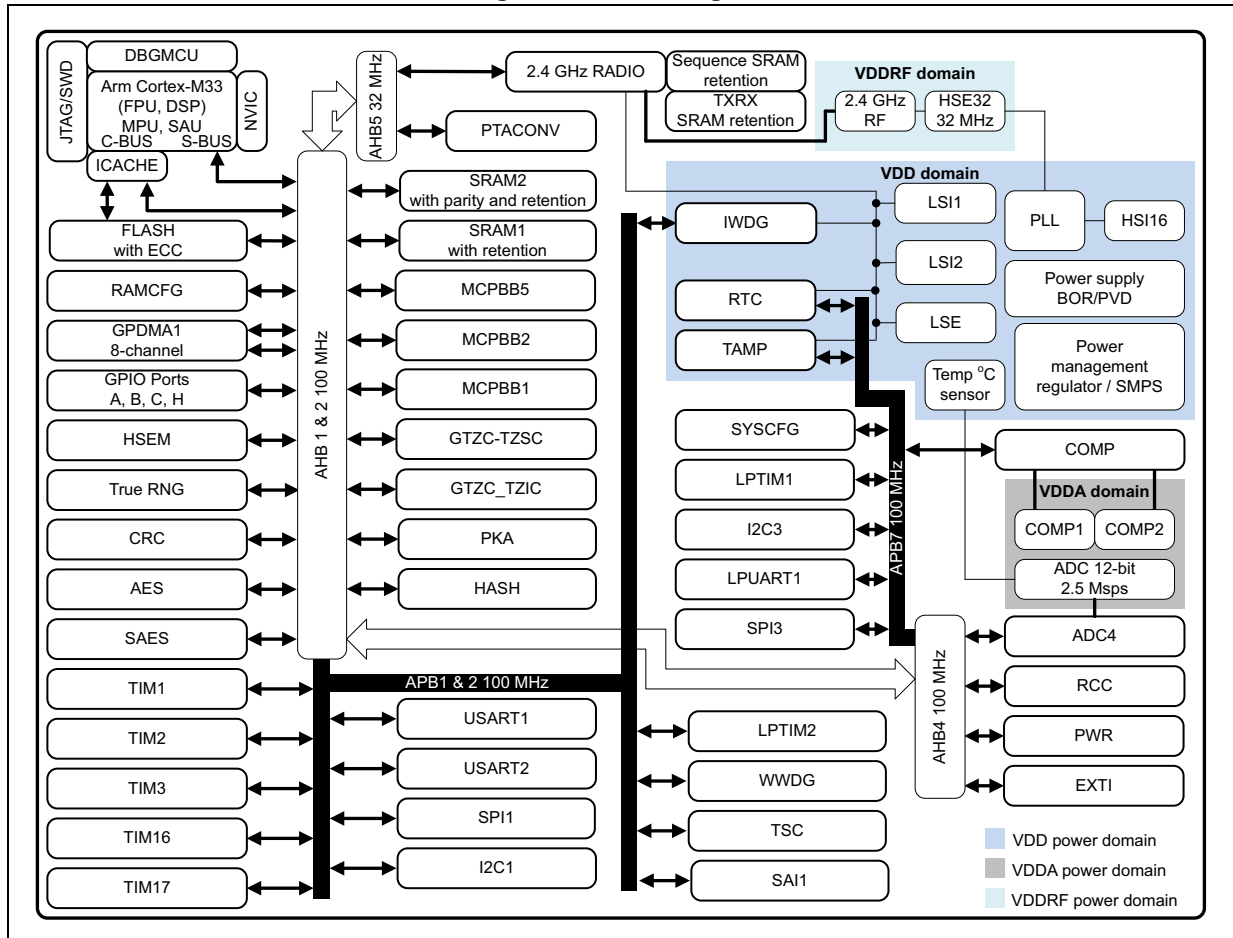 JTAG/SWD
DBGMCU
Arm Cortex-M33
(FPU, DSP)
MPU, SAU
C-BUS S-BUS
NVIC
ICACHE
FLASH
with ECC
RAMCFG
GPDMA1
8-channel
GPIO Ports
A, B, C, H
HSEM
True RNG
CRC
AES
SAES
TIM1
TIM2
TIM3
TIM16
TIM17
AHB 1 & 2 100 MHz
AHB5 32 MHz
2.4 GHz RADIO
Sequence SRAM
retention
TXRX
SRAM retention
PTACONV
SRAM2
with parity and retention
SRAM1
with retention
MCPBB5
MCPBB2
MCPBB1
GTZC-TZSC
GTZC_TZIC
PKA
HASH
APB1 & 2 100 MHz
USART1
USART2
SPI1
I2C1
VDDRF domain
2.4 GHz
RF
HSE32
32 MHz
VDD domain
IWDG
RTC
TAMP
LSI1
LSI2
LSE
PLL
HSI16
Power supply
BOR/PVD
Power
management
regulator / SMPS
Temp °C
sensor
SYSCFG
LPTIM1
I2C3
LPUART1
SPI3
APB7 100 MHz
COMP
VDDA domain
COMP1
COMP2
ADC 12-bit
2.5 Msps
AHB4 100 MHz
ADC4
RCC
PWR
EXTI
LPTIM2
WWDG
TSC
SAI1
VDD power domain
VDDA power domain
VDDRF power domain